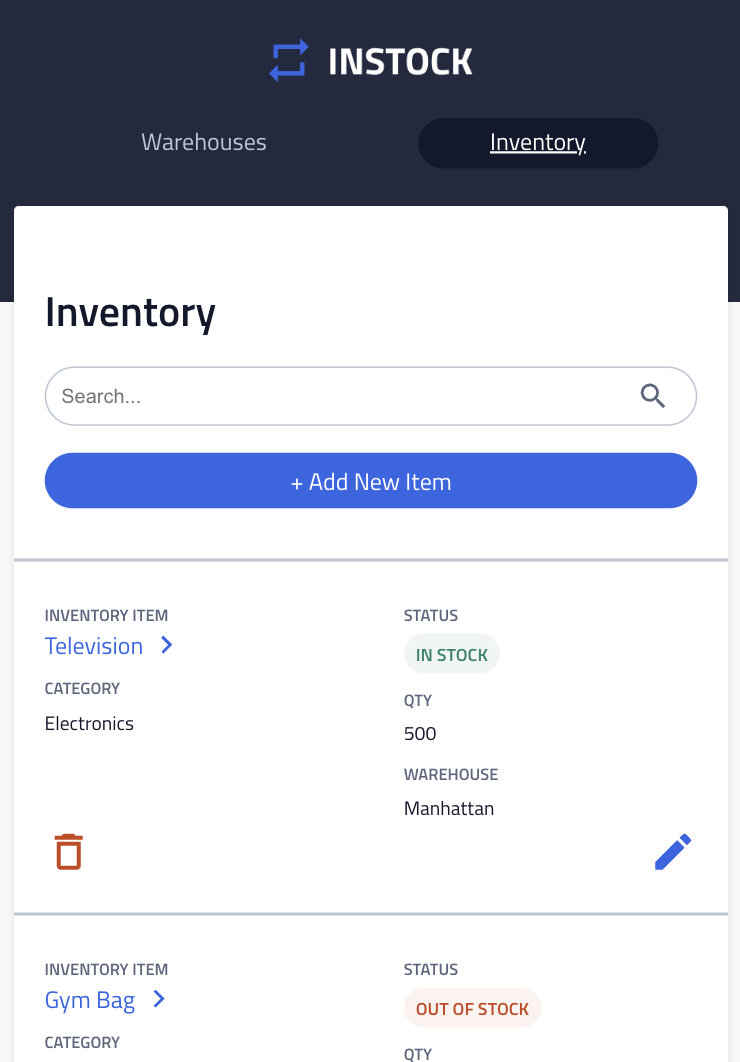 INSTOCK
Warehouses
Inventory
Inventory
Search...
+ Add New Item
INVENTORY ITEM
Television
CATEGORY
Electronics
STATUS
IN STOCK
QTY
500
WAREHOUSE
Manhattan
INVENTORY ITEM
Gym Bag
CATEGORY
STATUS
OUT OF STOCK
QTY